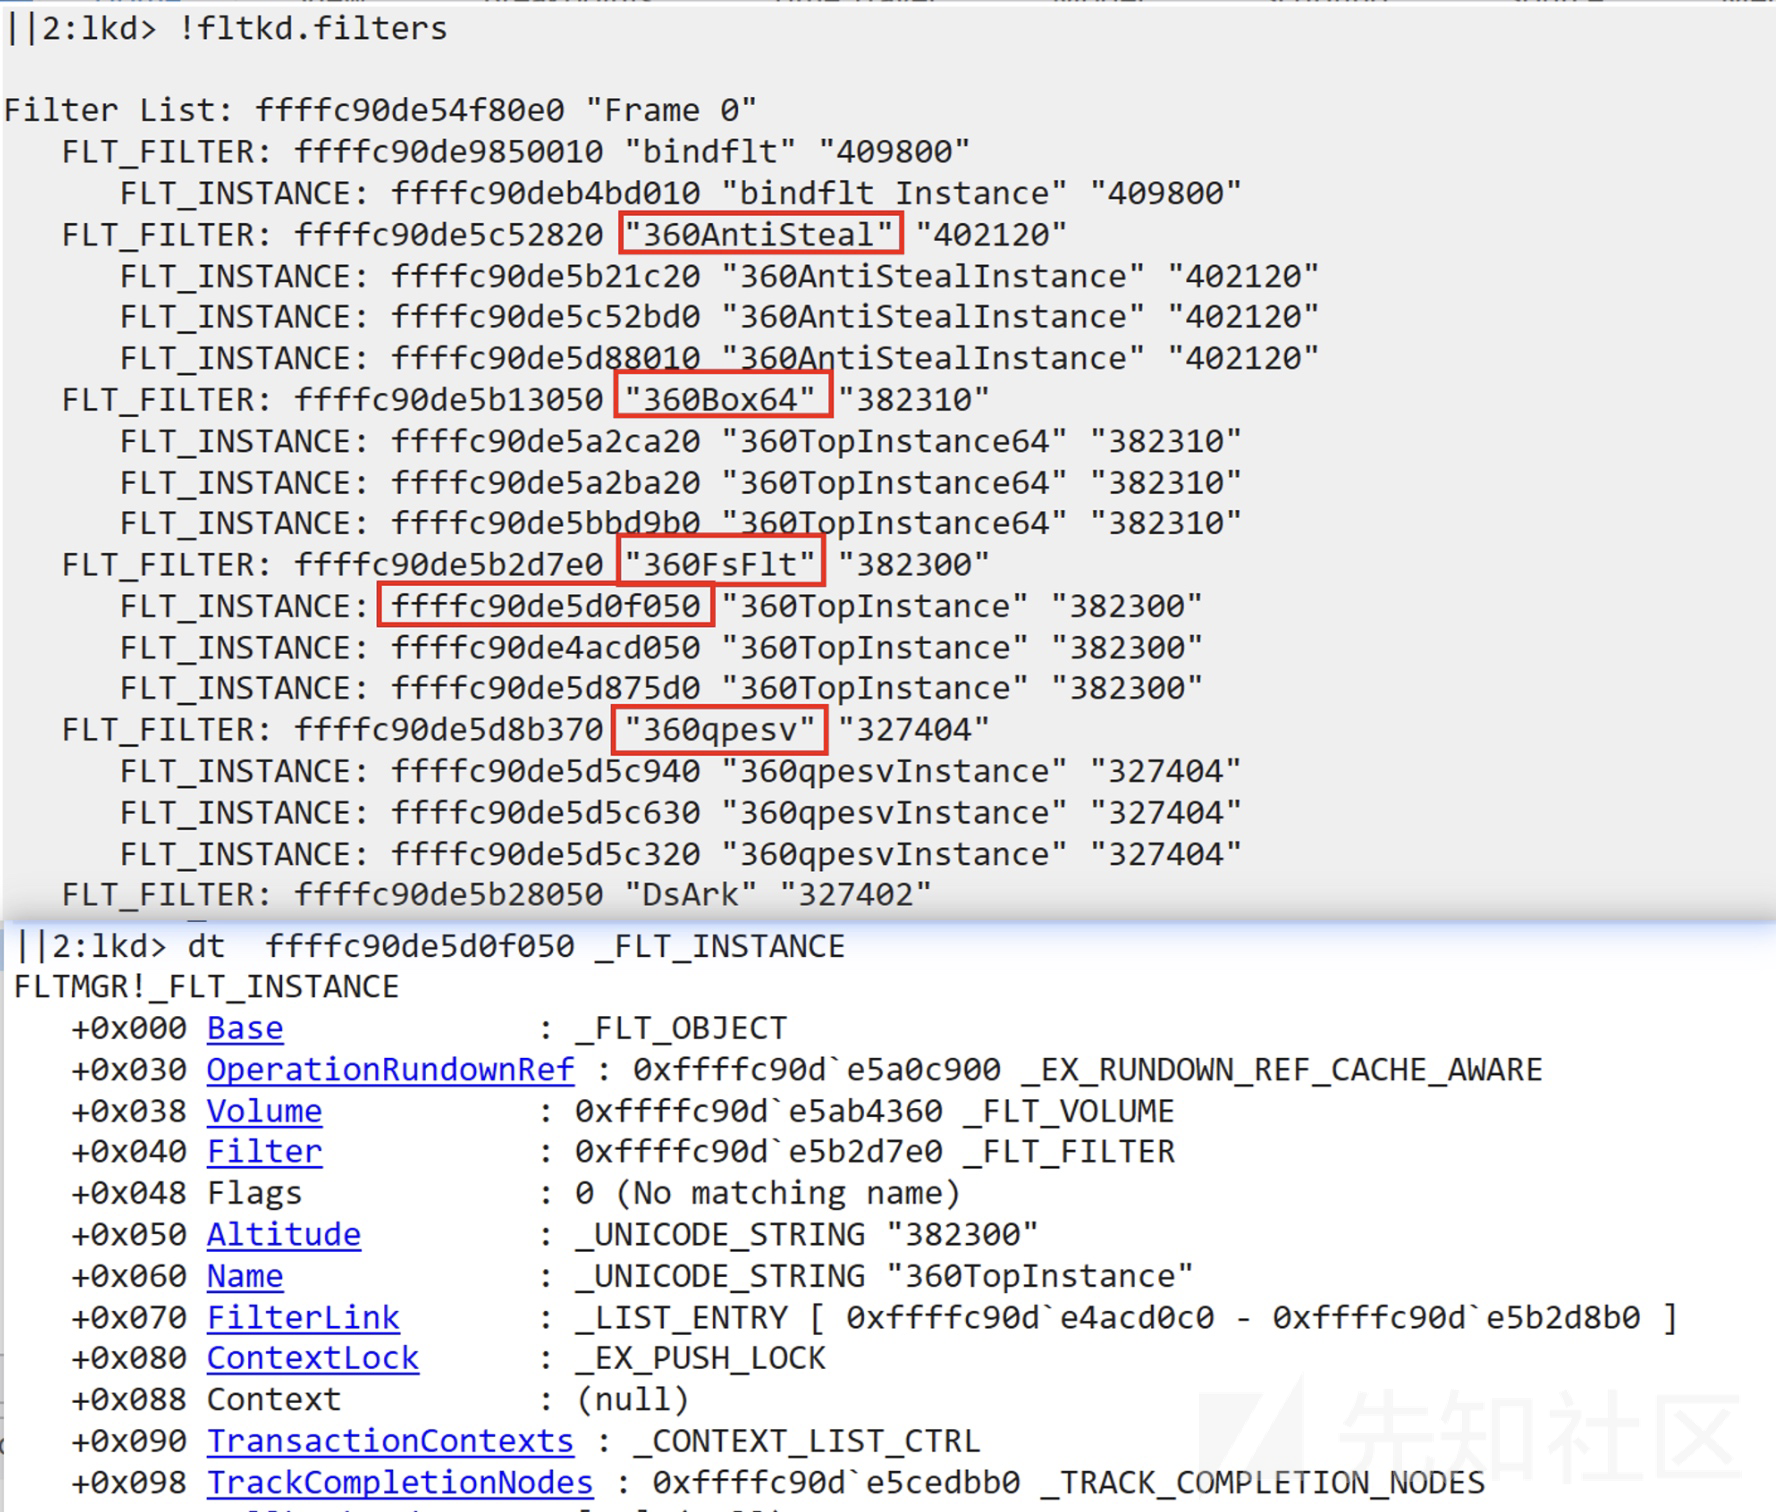 ||2:lkd> !fltkd.filters
Filter List: ffffc90de54f80e0 "Frame 0"
FLT_FILTER: ffffc90de9850010 "bindflt" "409800"
FLT_INSTANCE: ffffc90deb4bd010 "bindflt Instance" "409800"
FLT_FILTER: ffffc90de5c52820 "360AntiSteal" "402120"
FLT_INSTANCE: ffffc90de5b21c20 "360AntiStealInstance" "402120"
FLT_INSTANCE: ffffc90de5c52bd0 "360AntiStealInstance" "402120"
FLT_INSTANCE: ffffc90de5d88010 "360AntiStealInstance" "402120"
FLT_FILTER: ffffc90de5b13050 "360Box64" "382310"
FLT_INSTANCE: ffffc90de5a2ca20 "360TopInstance64" "382310"
FLT_INSTANCE: ffffc90de5a2ba20 "360TopInstance64" "382310"
FLT_INSTANCE: ffffc90de5bbd9b0 "360TopInstance64" "382310"
FLT_FILTER: ffffc90de5b2d7e0 "360FsFlt" "382300"
FLT_INSTANCE: ffffc90de5d0f050 "360TopInstance" "382300"
FLT_INSTANCE: ffffc90de4acd050 "360TopInstance" "382300"
FLT_INSTANCE: ffffc90de5d875d0 "360TopInstance" "382300"
FLT_FILTER: ffffc90de5d8b370 "360qpesv" "327404"
FLT_INSTANCE: ffffc90de5d5c940 "360qpesvInstance" "327404"
FLT_INSTANCE: ffffc90de5d5c630 "360qpesvInstance" "327404"
FLT_INSTANCE: ffffc90de5d5c320 "360qpesvInstance" "327404"
FLT_FILTER: ffffc90de5b28050 "DsArk" "327402"
||2:lkd> dt  ffffc90de5d0f050 _FLT_INSTANCE
FLTMGR!_FLT_INSTANCE
+0x000 Base : _FLT_OBJECT
+0x030 OperationRundownRef : 0xffffc90d`e5a0c900 _EX_RUNDOWN_REF_CACHE_AWARE
+0x038 Volume : 0xffffc90d`e5ab4360 _FLT_VOLUME
+0x040 Filter : 0xffffc90d`e5b2d7e0 _FLT_FILTER
+0x048 Flags : 0 (No matching name)
+0x050 Altitude : _UNICODE_STRING "382300"
+0x060 Name : _UNICODE_STRING "360TopInstance"
+0x070 FilterLink : _LIST_ENTRY [ 0xffffc90d`e4acd0c0 - 0xffffc90d`e5b2d8b0 ]
+0x080 ContextLock : _EX_PUSH_LOCK
+0x088 Context : (null)
+0x090 TransactionContexts : _CONTEXT_LIST_CTRL
+0x098 TrackCompletionNodes : 0xffffc90d`e5cedbb0 _TRACK_COMPLETION_NODES
先知社区